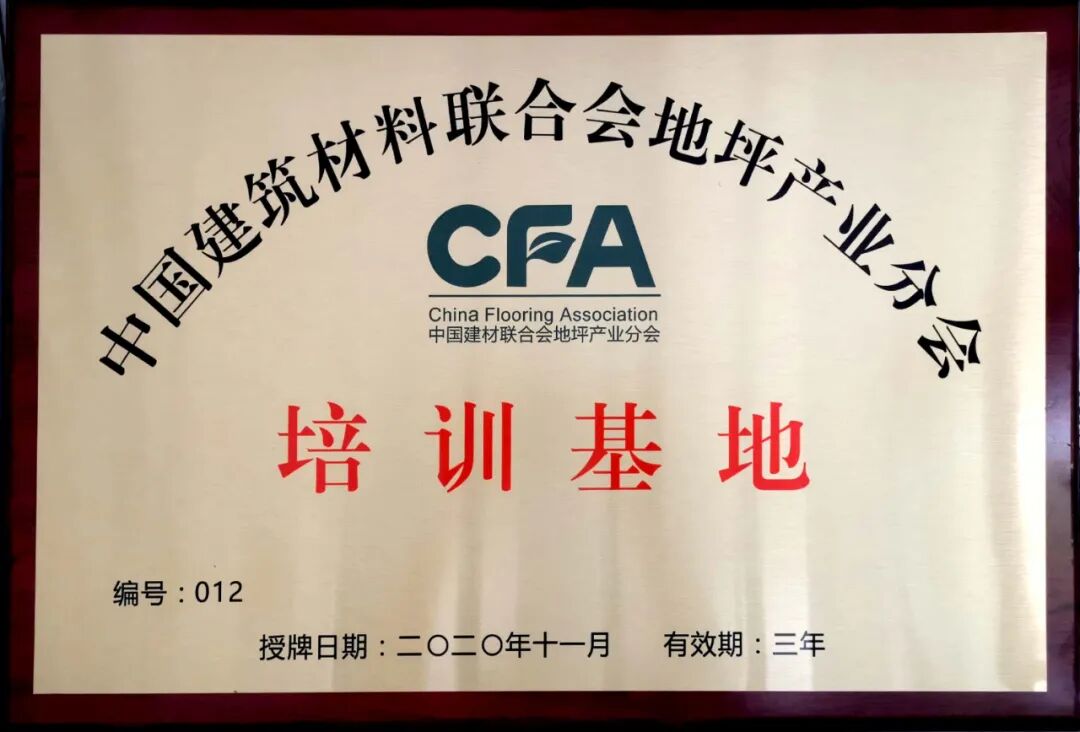 中国建筑材料联合会地坪产业分会
CFA
China Flooring Association
中国建材联合会地坪产业分会
培训基地
编号：012
授牌日期：二〇二〇年十一月 有效期：三年